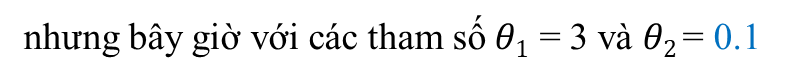 nhưng bây giờ với các tham số 𝜃₁ = 3 và 𝜃₂= 0.1